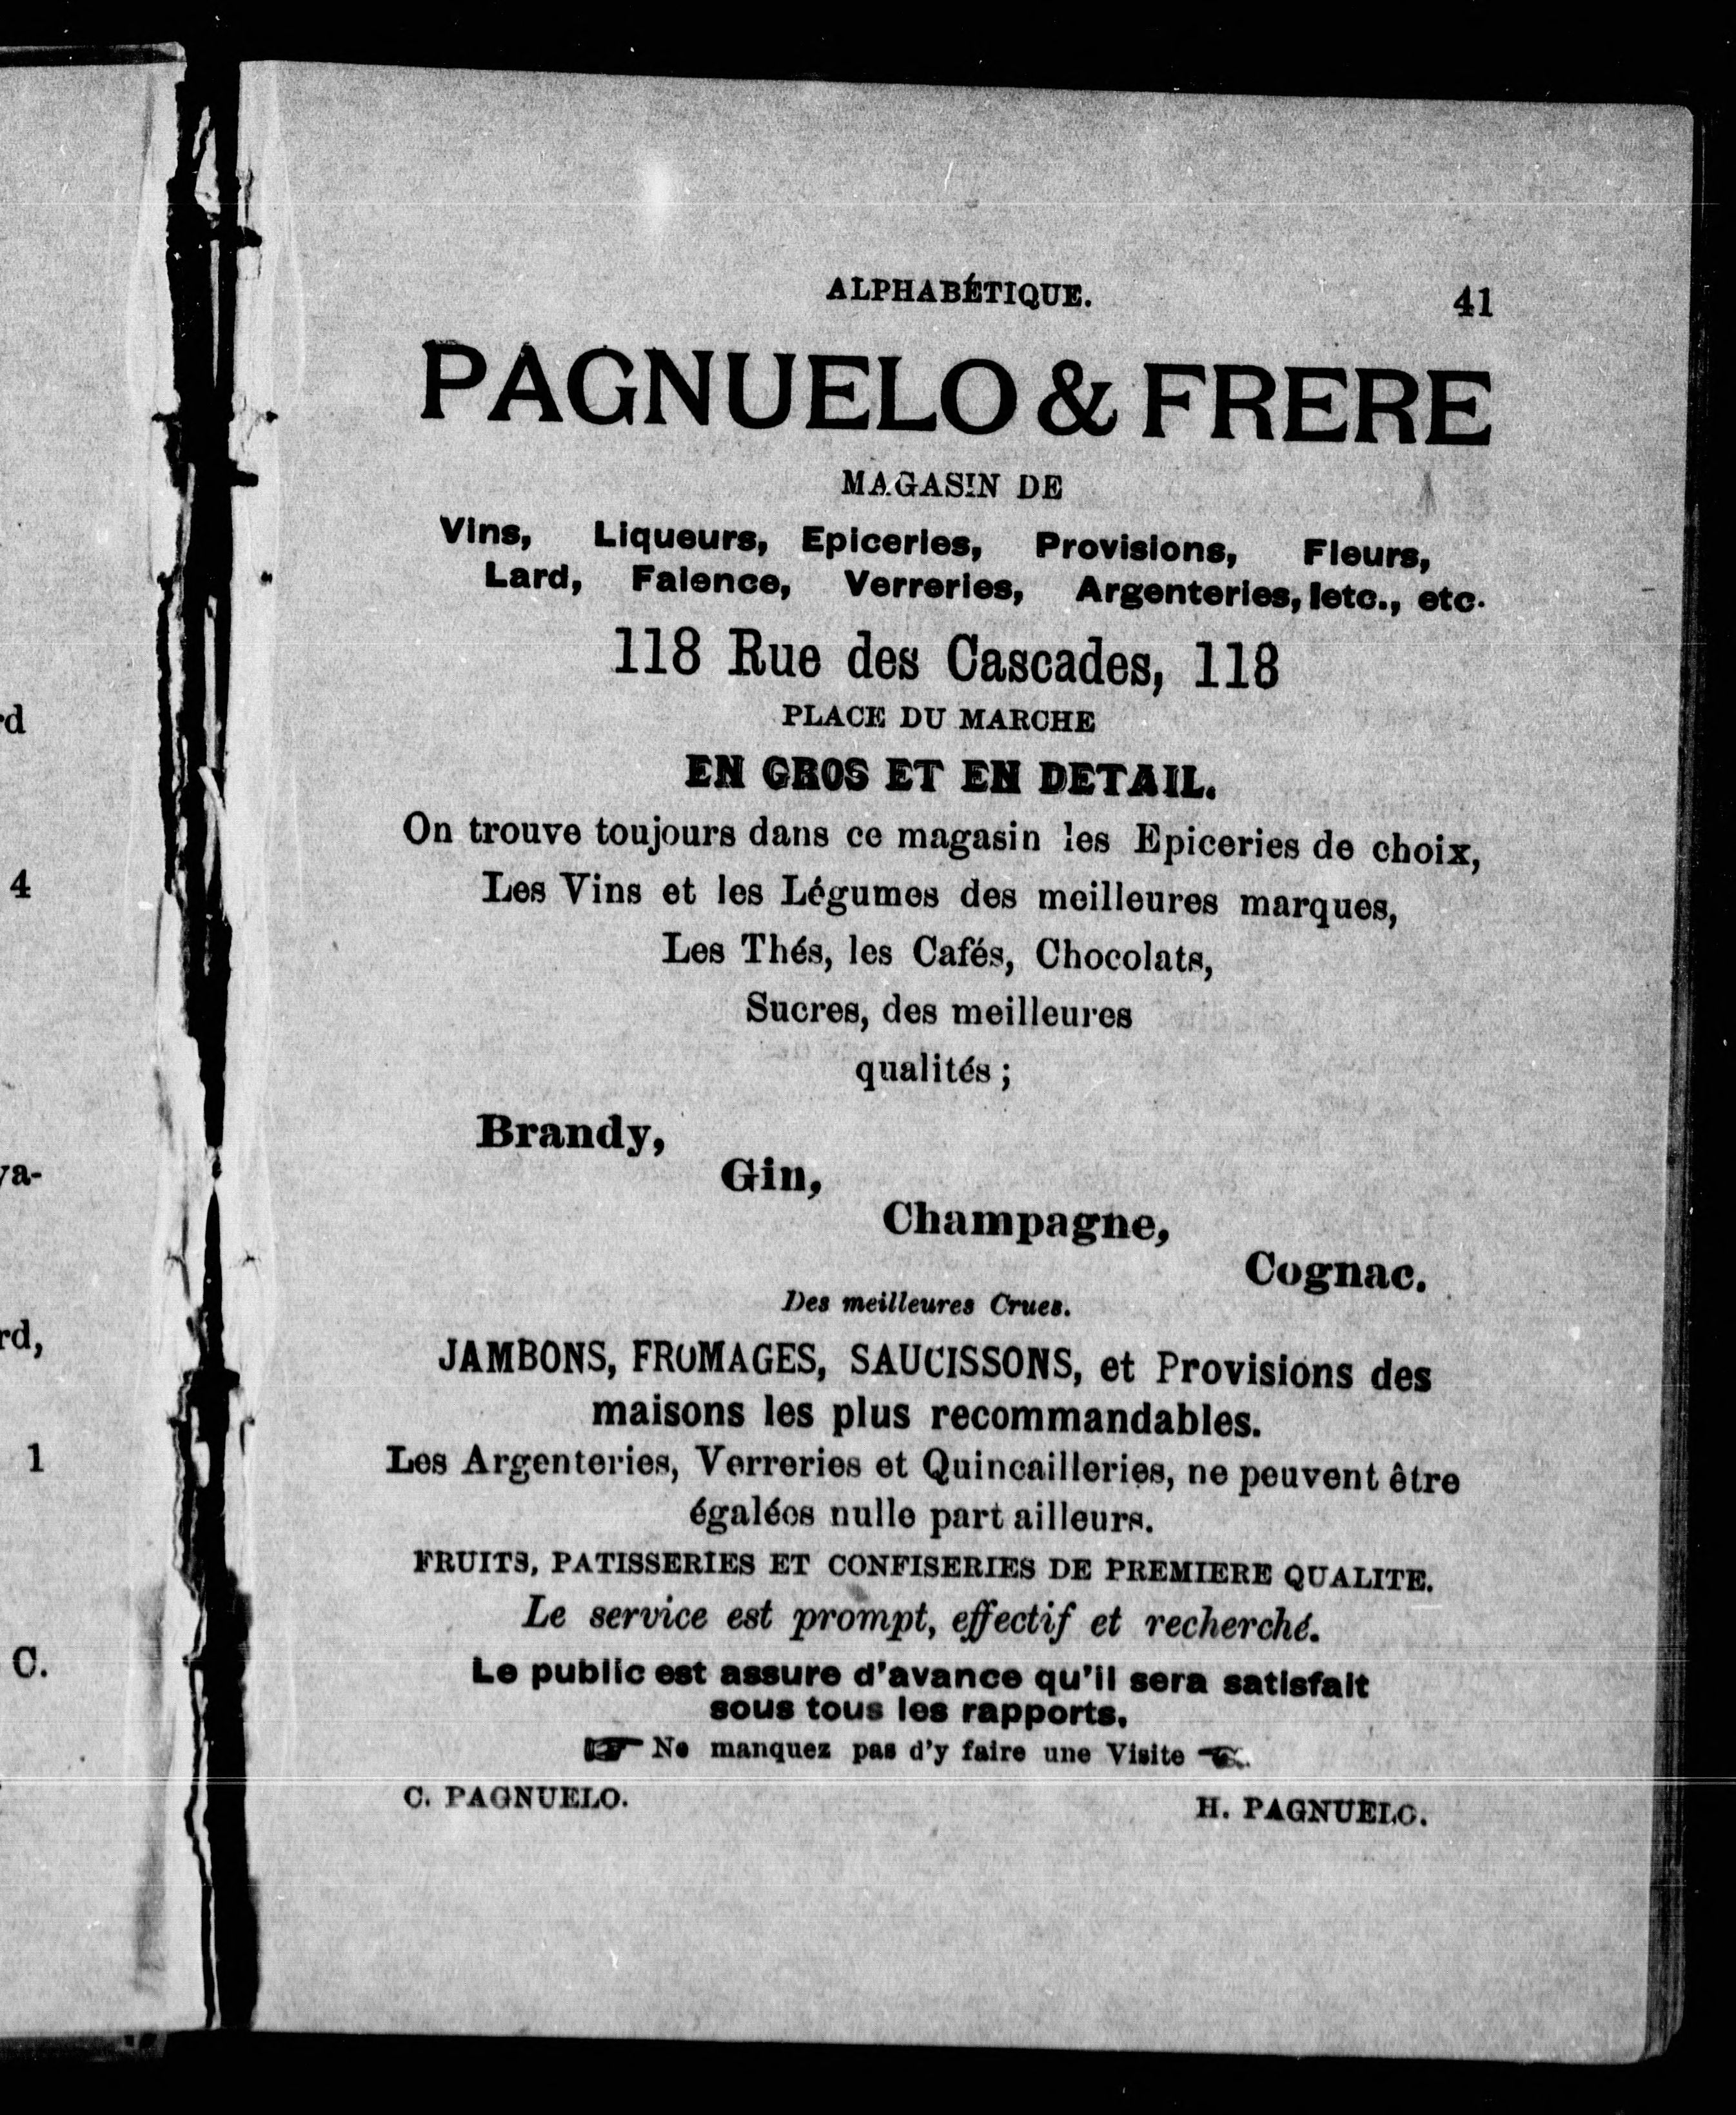 ALPHABÉTIQUE. 41
PAGNUELO & FRERE
MAGASIN DE
Vins, Liqueurs, Epiceries, Provisions, Fleurs,
Lard, Faience, Verreries, Argenteries, letc., etc.
118 Rue des Cascades, 118
PLACE DU MARCHE
EN GROS ET EN DETAIL.
On trouve toujours dans ce magasin les Epiceries de choix,
Les Vins et les Légumes des meilleures marques,
Les Thés, les Cafés, Chocolats,
Sucres, des meilleures
qualités ;
Brandy,
Gin,
Champagne,
Cognac.
Des meilleures Crues.
JAMBONS, FROMAGES, SAUCISSONS, et Provisions des
maisons les plus recommandables.
Les Argenteries, Verreries et Quincailleries, ne peuvent être
égalées nulle part ailleurs.
FRUITS, PATISSERIES ET CONFISERIES DE PREMIERE QUALITE.
Le service est prompt, effectif et recherché.
Le public est assure d'avance qu'il sera satisfait
sous tous les rapports.
☛ Ne manquez pas d'y faire une Visite ☚
C. PAGNUELO. H. PAGNUELO.
4
rd,
1
C.